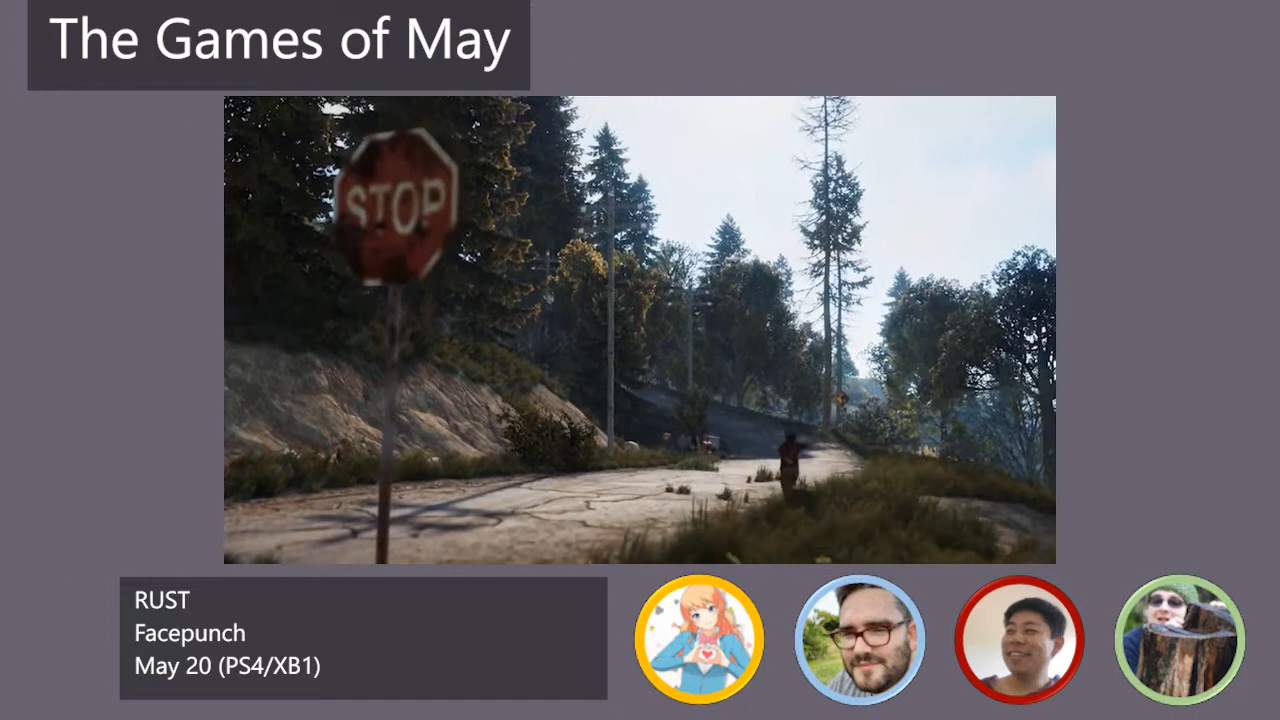 The Games of May
STOP
RUST
Facepunch
May 20 (PS4/XB1)